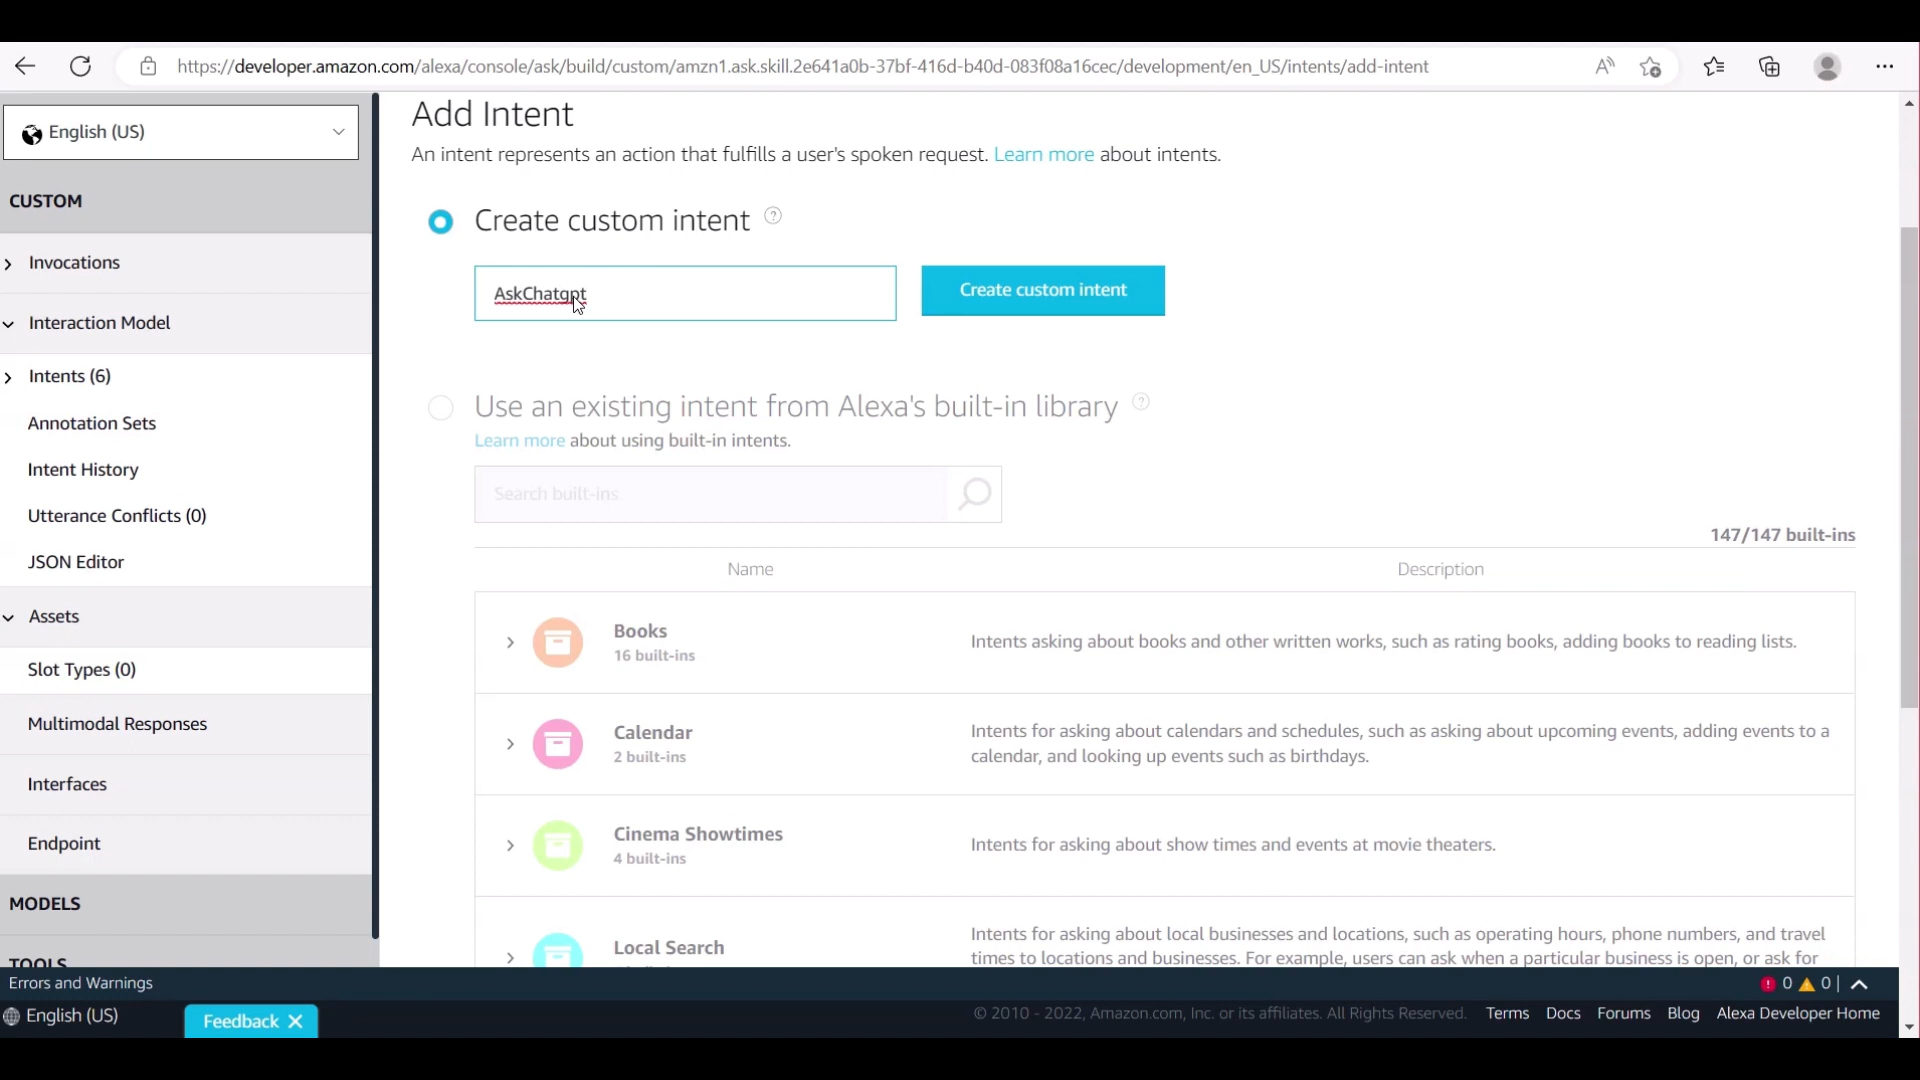 https://developer.amazon.com/alexa/console/ask/build/custom/amzn1.ask.skill.2e641a0b-37bf-416d-b40d-083f08a16cec/development/en_US/intents/add-intent
English (US)
CUSTOM
Invocations
Interaction Model
Intents (6)
Annotation Sets
Intent History
Utterance Conflicts (0)
JSON Editor
Assets
Slot Types (0)
Multimodal Responses
Interfaces
Endpoint
MODELS
TOOLS
Add Intent
An intent represents an action that fulfills a user's spoken request. Learn more about intents.
Create custom intent ?
AskChatgpt
Create custom intent
Use an existing intent from Alexa's built-in library ?
Learn more about using built-in intents.
Search built-ins
147/147 built-ins
Name Description
Books
16 built-ins
Intents asking about books and other written works, such as rating books, adding books to reading lists.
Calendar
2 built-ins
Intents for asking about calendars and schedules, such as asking about upcoming events, adding events to a
calendar, and looking up events such as birthdays.
Cinema Showtimes
4 built-ins
Intents for asking about show times and events at movie theaters.
Local Search
Intents for asking about local businesses and locations, such as operating hours, phone numbers, and travel
times to locations and businesses. For example, users can ask when a particular business is open, or ask for
Errors and Warnings
0 0
English (US)
Feedback
© 2010 - 2022, Amazon.com, Inc. or its affiliates. All Rights Reserved. Terms Docs Forums Blog Alexa Developer Home